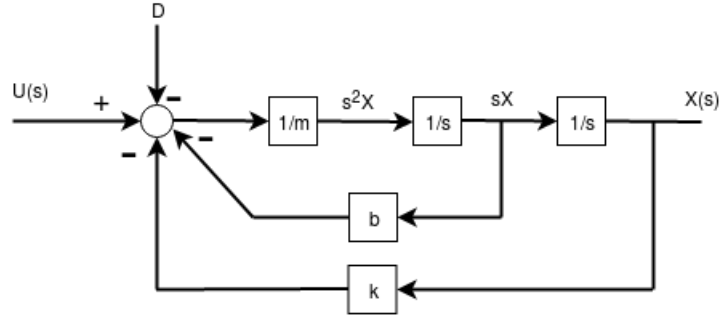 D
U(s)
+
-
s²X
sX
X(s)
1/m
1/s
1/s
-
-
b
k